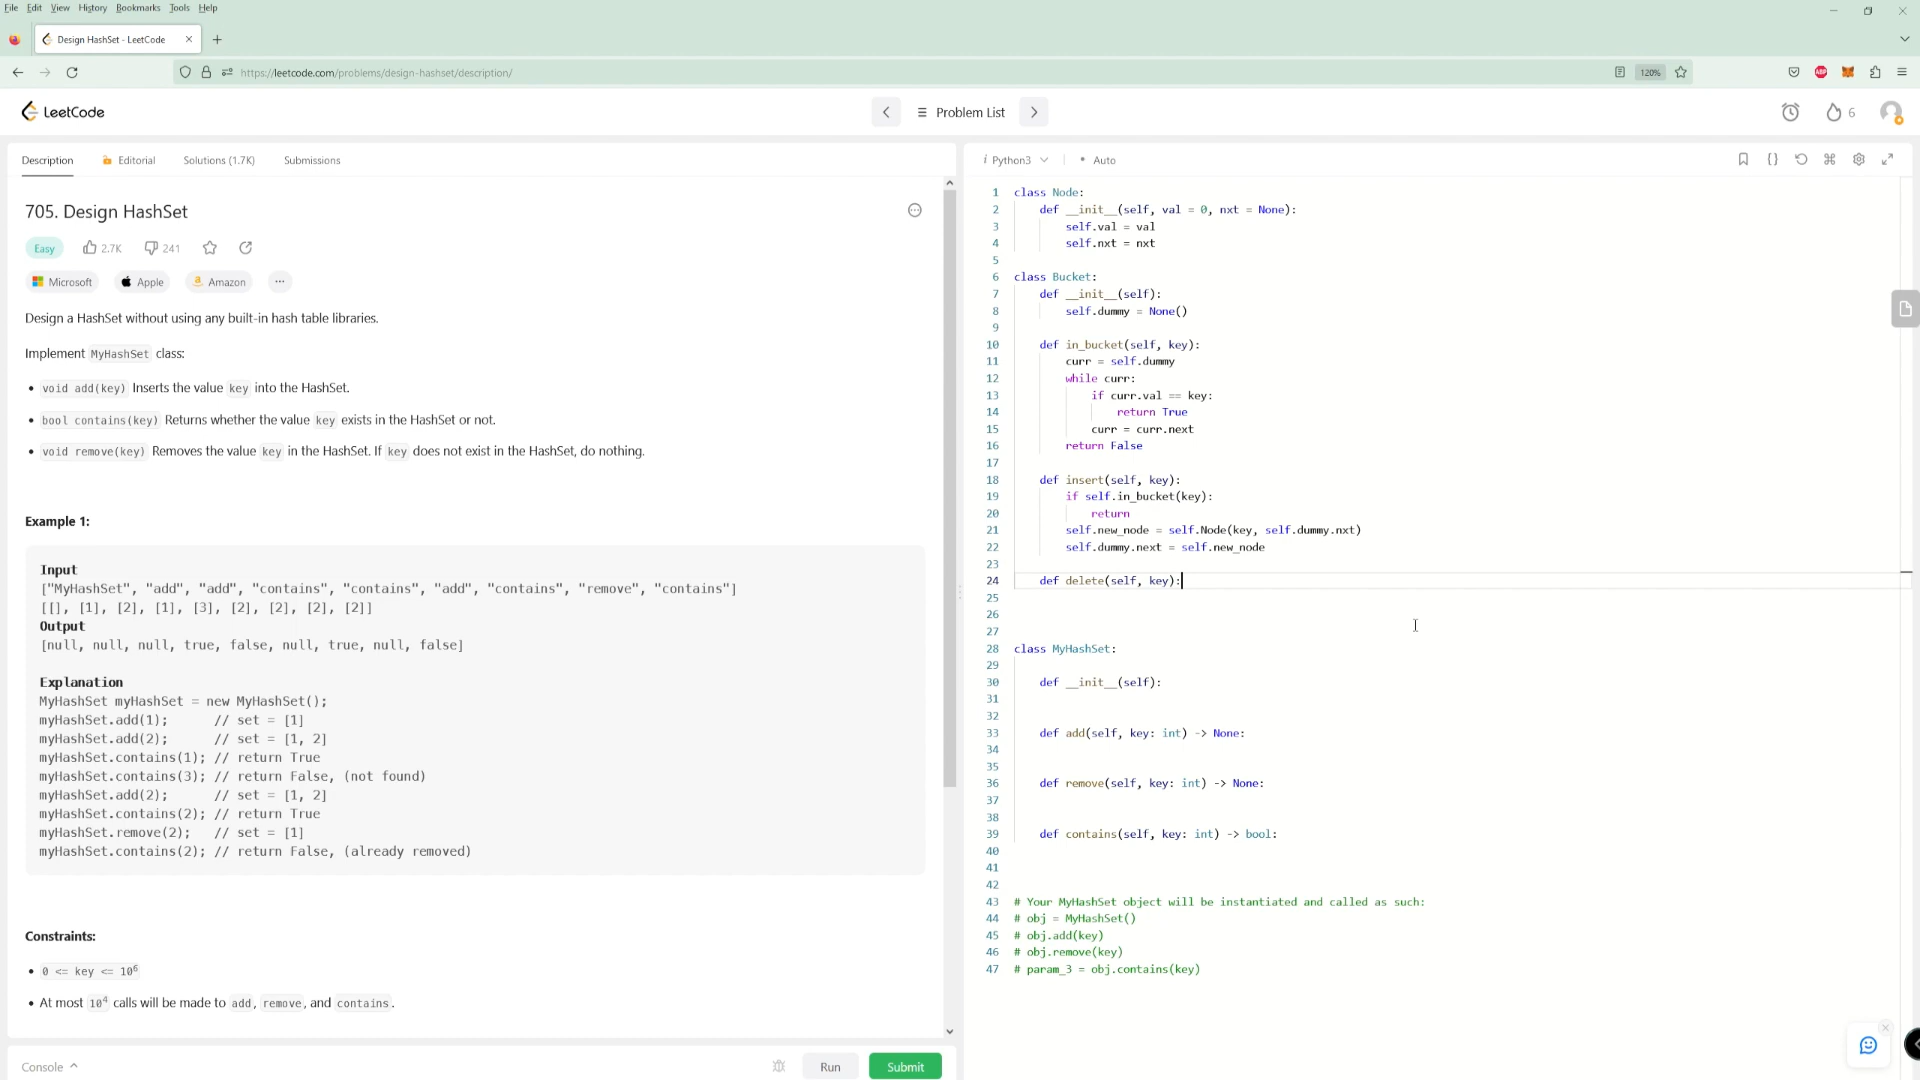 File Edit View History Bookmarks Tools Help
Design HashSet - LeetCode
https://leetcode.com/problems/design-hashset/description/
120%
ABP
LeetCode
Problem List
6
Description Editorial Solutions (1.7K) Submissions
705. Design HashSet
Easy 2.7K 241
Microsoft Apple Amazon
Design a HashSet without using any built-in hash table libraries.
Implement MyHashSet class:
• void add(key) Inserts the value key into the HashSet.
• bool contains(key) Returns whether the value key exists in the HashSet or not.
• void remove(key) Removes the value key in the HashSet. If key does not exist in the HashSet, do nothing.
Example 1:
Input
["MyHashSet", "add", "add", "contains", "contains", "add", "contains", "remove", "contains"]
[[], [1], [2], [1], [3], [2], [2], [2], [2]]
Output
[null, null, null, true, false, null, true, null, false]
Explanation
MyHashSet myHashSet = new MyHashSet();
myHashSet.add(1);      // set = [1]
myHashSet.add(2);      // set = [1, 2]
myHashSet.contains(1); // return True
myHashSet.contains(3); // return False, (not found)
myHashSet.add(2);      // set = [1, 2]
myHashSet.contains(2); // return True
myHashSet.remove(2);   // set = [1]
myHashSet.contains(2); // return False, (already removed)
Constraints:
• 0 <= key <= 10⁶
• At most 10⁴ calls will be made to add, remove, and contains.
Console Run Submit
i Python3 • Auto
1 class Node:
2     def __init__(self, val = 0, nxt = None):
3         self.val = val
4         self.nxt = nxt
5
6 class Bucket:
7     def __init__(self):
8         self.dummy = None()
9
10     def in_bucket(self, key):
11         curr = self.dummy
12         while curr:
13             if curr.val == key:
14                 return True
15             curr = curr.next
16         return False
17
18     def insert(self, key):
19         if self.in_bucket(key):
20             return
21         self.new_node = self.Node(key, self.dummy.nxt)
22         self.dummy.next = self.new_node
23
24     def delete(self, key):
25
26
27
28 class MyHashSet:
29
30     def __init__(self):
31
32
33     def add(self, key: int) -> None:
34
35
36     def remove(self, key: int) -> None:
37
38
39     def contains(self, key: int) -> bool:
40
41
42
43 # Your MyHashSet object will be instantiated and called as such:
44 # obj = MyHashSet()
45 # obj.add(key)
46 # obj.remove(key)
47 # param_3 = obj.contains(key)